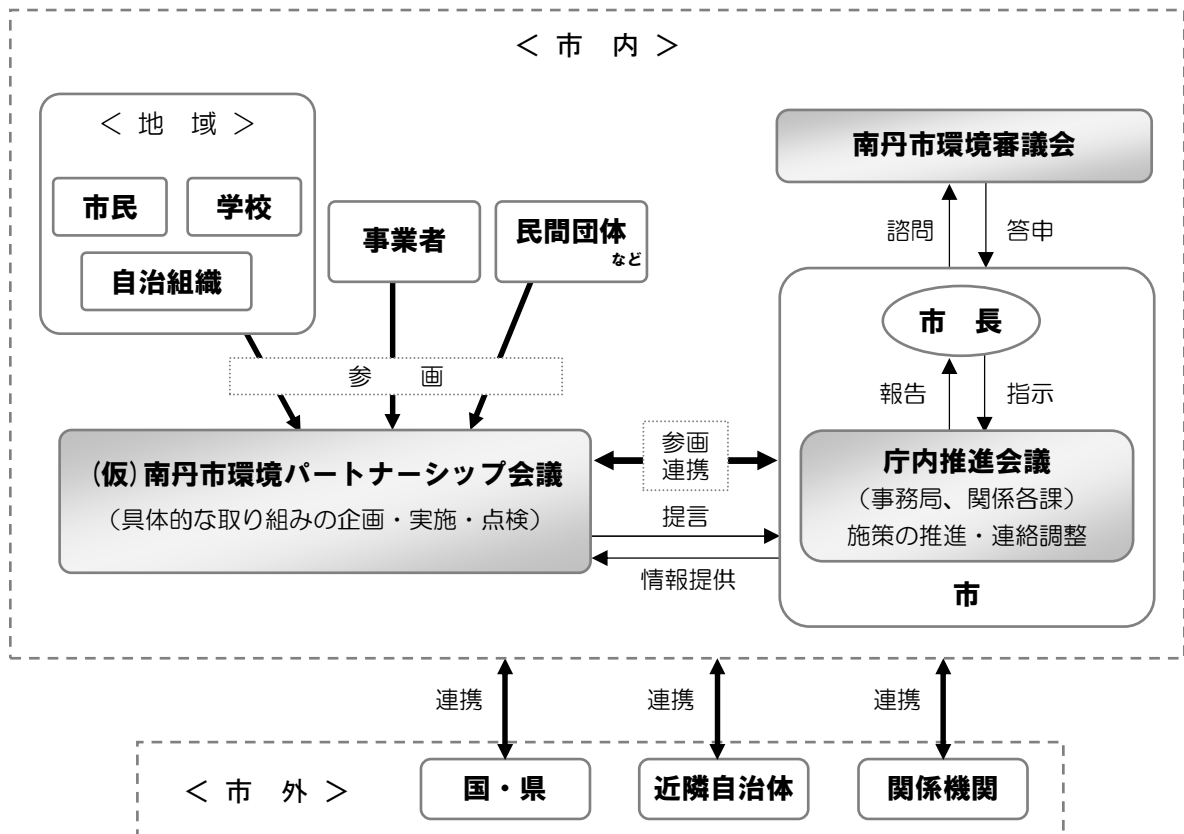 ＜ 市　内 ＞
＜ 地　域 ＞
市民
学校
自治組織
事業者
民間団体
など
参　画
(仮)南丹市環境パートナーシップ会議
（具体的な取り組みの企画・実施・点検）
南丹市環境審議会
諮問
答申
市　長
報告
指示
参画
連携
提言
情報提供
庁内推進会議
（事務局、関係各課）
施策の推進・連絡調整
市
連携
連携
連携
＜ 市　外 ＞
国・県
近隣自治体
関係機関